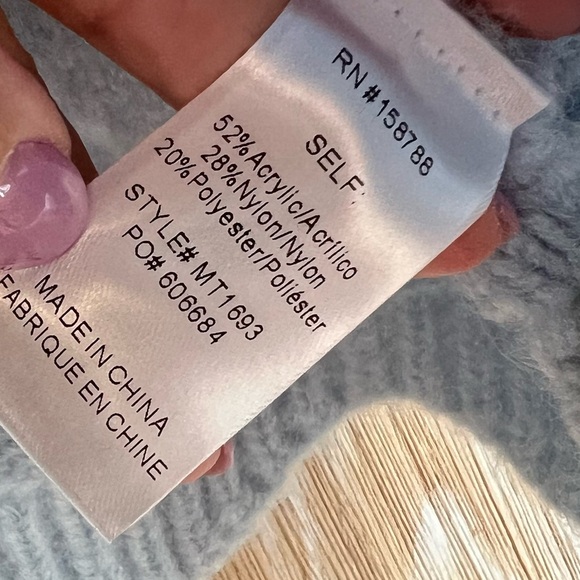 RN #158788
SELF:
52% Acrylic/Acrílico
28% Nylon/Nylon
20% Polyester/Poliéster
STYLE# MT1693
PO# 606684
MADE IN CHINA
FABRIQUE EN CHINE